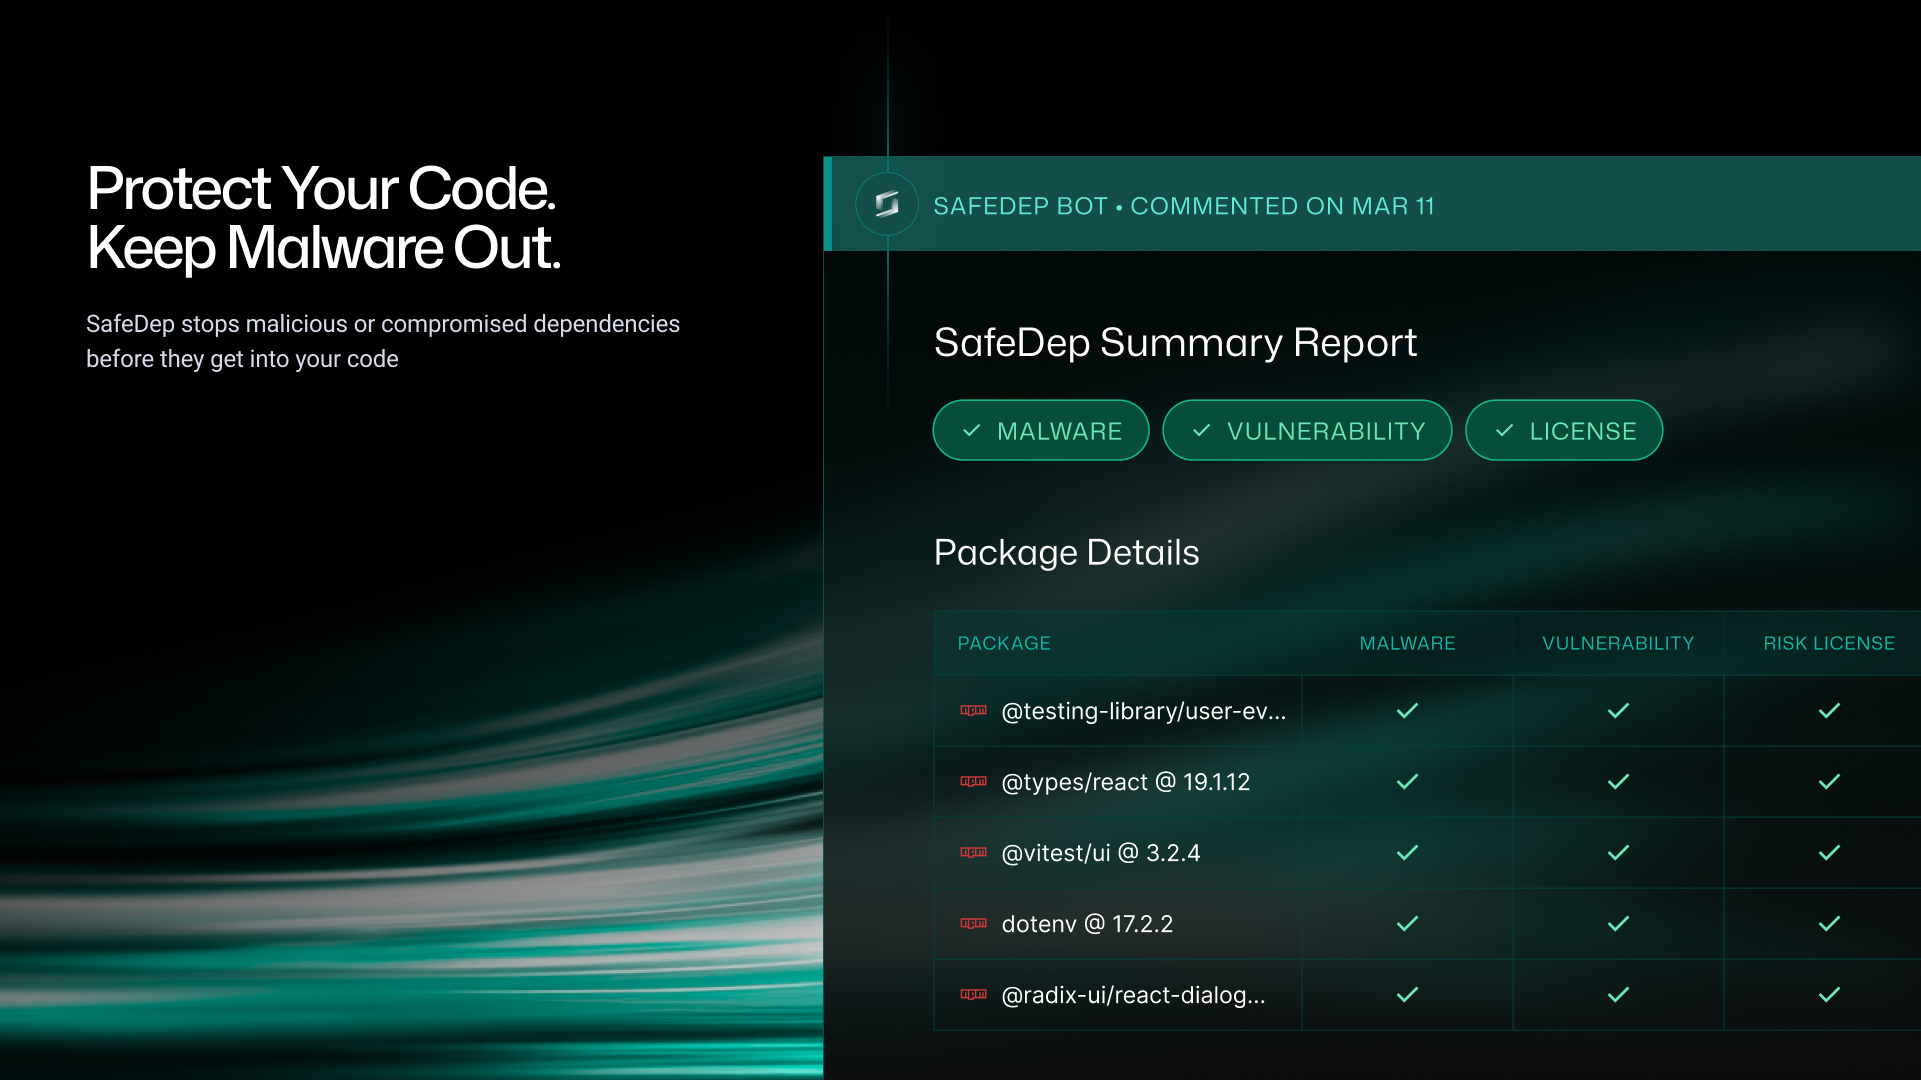 Protect Your Code.
Keep Malware Out.
SafeDep stops malicious or compromised dependencies
before they get into your code
SAFEDEP BOT • COMMENTED ON MAR 11
SafeDep Summary Report
✓ MALWARE ✓ VULNERABILITY ✓ LICENSE
Package Details
PACKAGE MALWARE VULNERABILITY RISK LICENSE
npm @testing-library/user-ev... ✓ ✓ ✓
npm @types/react @ 19.1.12 ✓ ✓ ✓
npm @vitest/ui @ 3.2.4 ✓ ✓ ✓
npm dotenv @ 17.2.2 ✓ ✓ ✓
npm @radix-ui/react-dialog... ✓ ✓ ✓